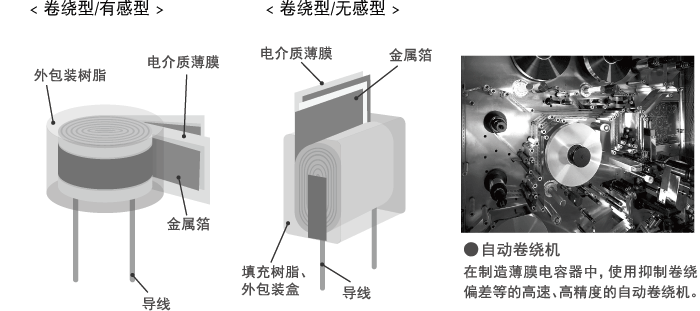 < 卷绕型/有感型 >
外包装树脂
电介质薄膜
金属箔
导线
< 卷绕型/无感型 >
电介质薄膜
金属箔
填充树脂、
外包装盒
导线
●自动卷绕机
在制造薄膜电容器中, 使用抑制卷绕
偏差等的高速、高精度的自动卷绕机。